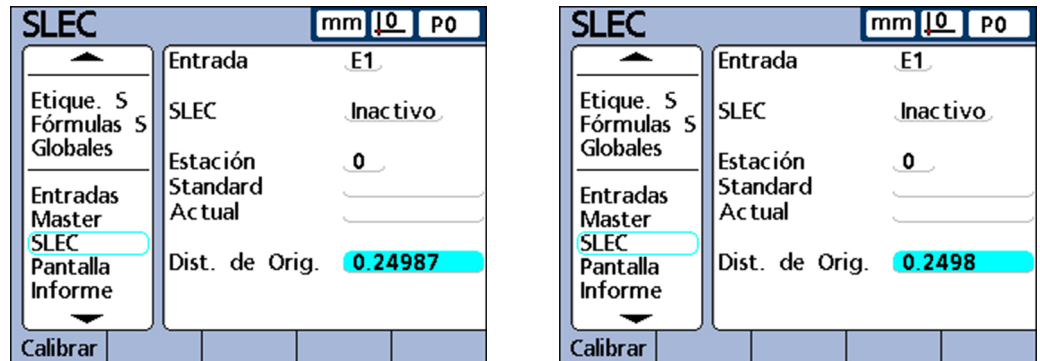 SLEC mm 0 P0
Etique. S
Fórmulas S
Globales
Entradas
Master
SLEC
Pantalla
Informe
Entrada E1
SLEC Inactivo
Estación 0
Standard
Actual
Dist. de Orig. 0.24987
Calibrar
SLEC mm 0 P0
Etique. S
Fórmulas S
Globales
Entradas
Master
SLEC
Pantalla
Informe
Entrada E1
SLEC Inactivo
Estación 0
Standard
Actual
Dist. de Orig. 0.2498
Calibrar